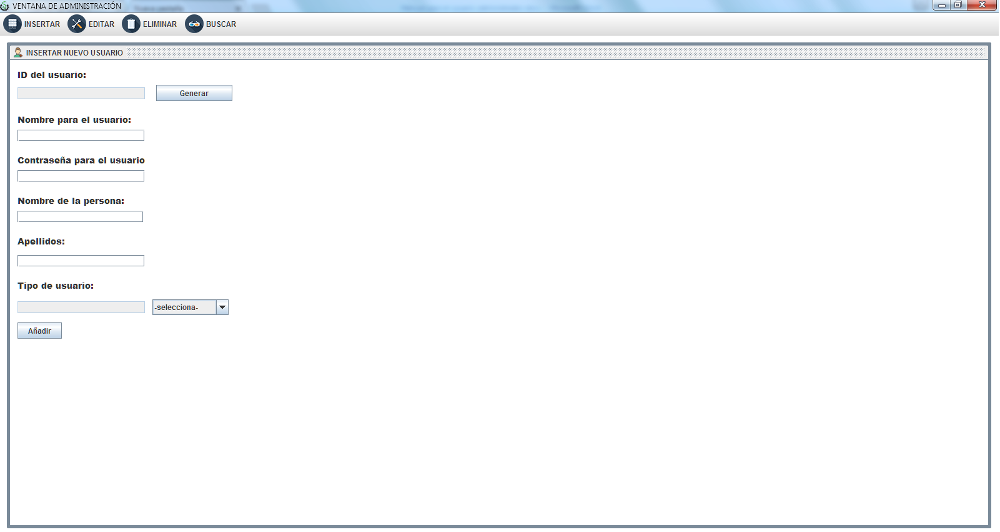 VENTANA DE ADMINISTRACIÓN
INSERTAR EDITAR ELIMINAR BUSCAR
INSERTAR NUEVO USUARIO
ID del usuario:
Generar
Nombre para el usuario:
Contraseña para el usuario
Nombre de la persona:
Apellidos:
Tipo de usuario:
-selecciona-
Añadir